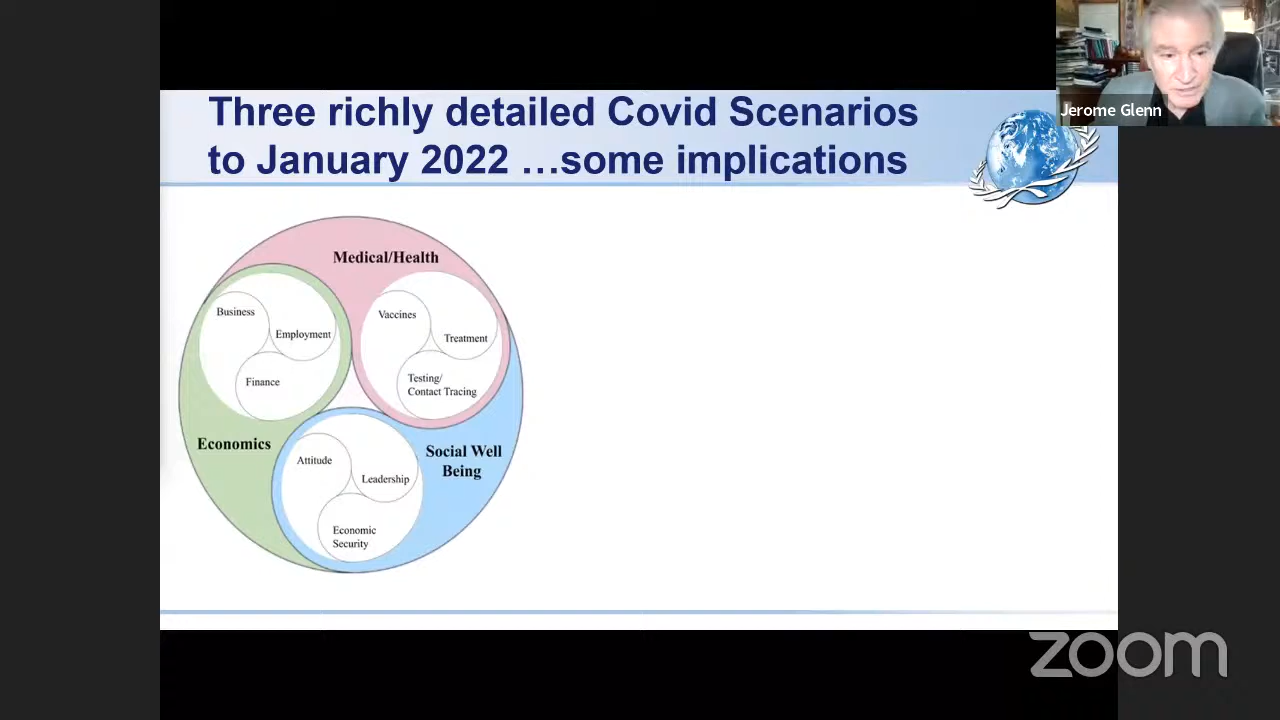 Three richly detailed Covid Scenarios
to January 2022 …some implications
Jerome Glenn
Medical/Health
Business
Employment
Finance
Vaccines
Treatment
Testing/
Contact Tracing
Economics
Social Well
Being
Attitude
Leadership
Economic
Security
zoom